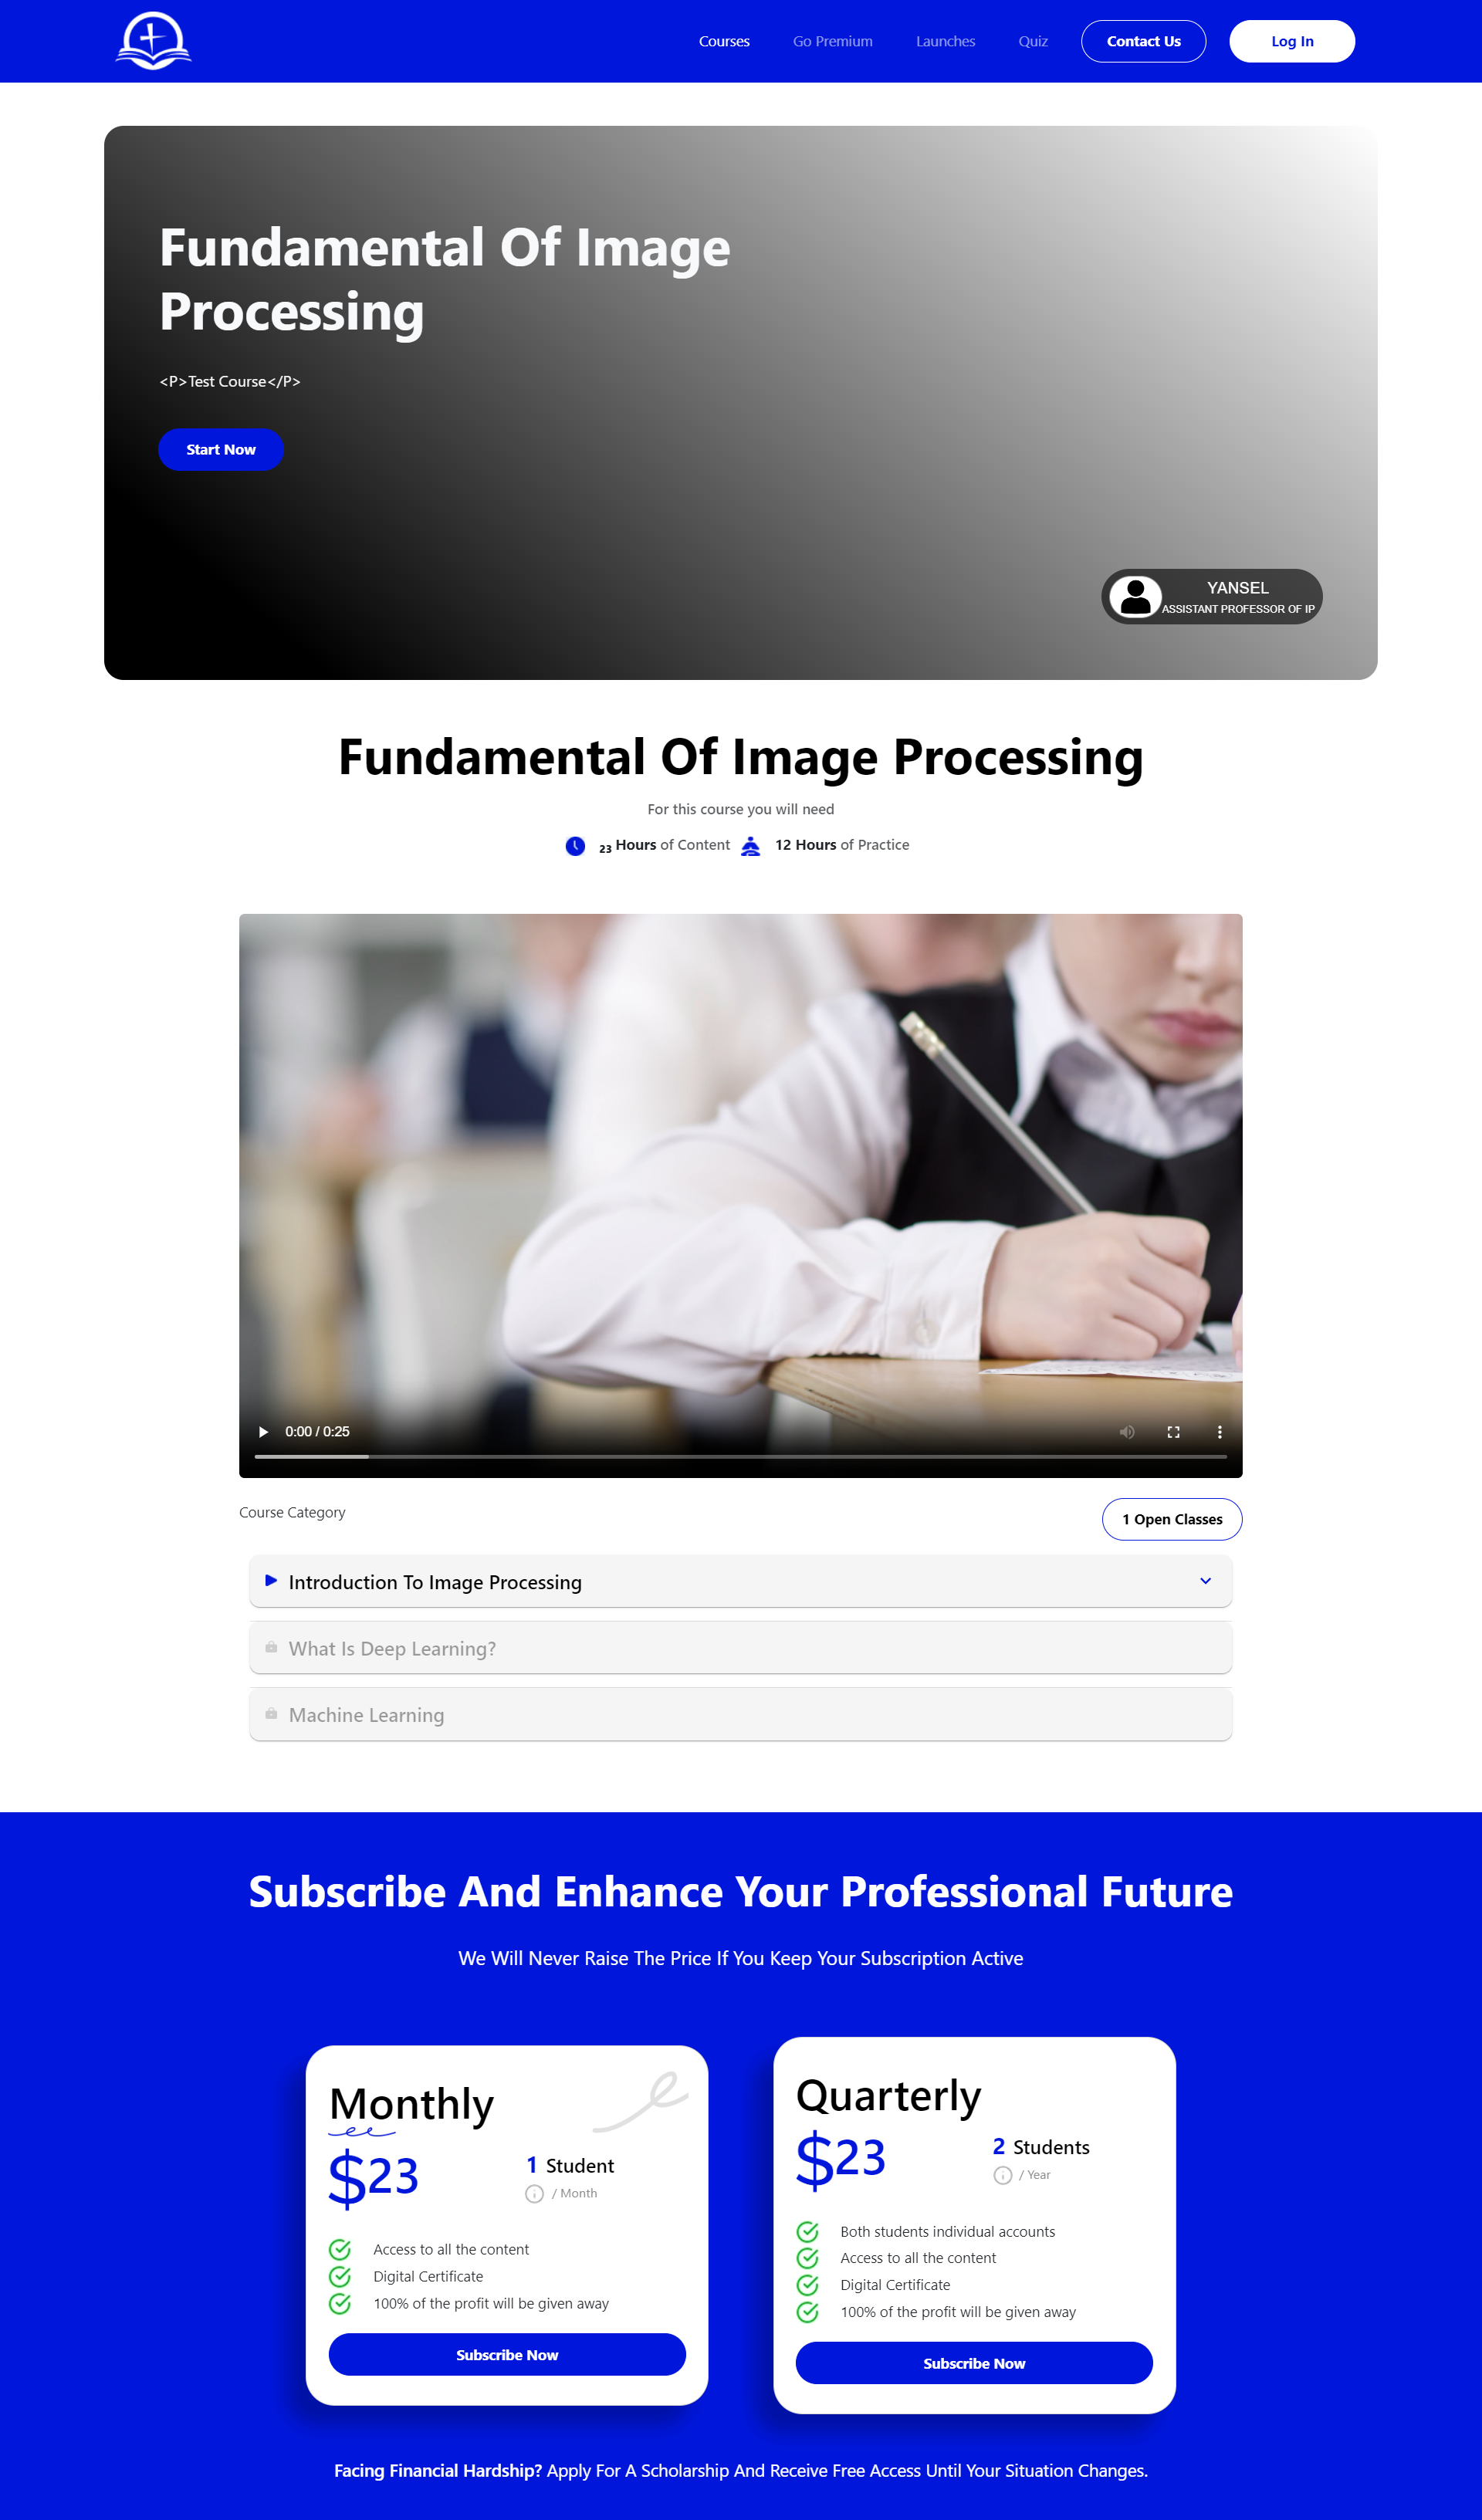 Courses Go Premium Launches Quiz Contact Us Log In
Fundamental Of Image
Processing
<P>Test Course</P>
Start Now
YANSEL
ASSISTANT PROFESSOR OF IP
Fundamental Of Image Processing
For this course you will need
23 Hours of Content 12 Hours of Practice
0:00 / 0:25
Course Category
1 Open Classes
Introduction To Image Processing
What Is Deep Learning?
Machine Learning
Subscribe And Enhance Your Professional Future
We Will Never Raise The Price If You Keep Your Subscription Active
Monthly
$23
1 Student
/ Month
Access to all the content
Digital Certificate
100% of the profit will be given away
Subscribe Now
Quarterly
$23
2 Students
/ Year
Both students individual accounts
Access to all the content
Digital Certificate
100% of the profit will be given away
Subscribe Now
Facing Financial Hardship? Apply For A Scholarship And Receive Free Access Until Your Situation Changes.